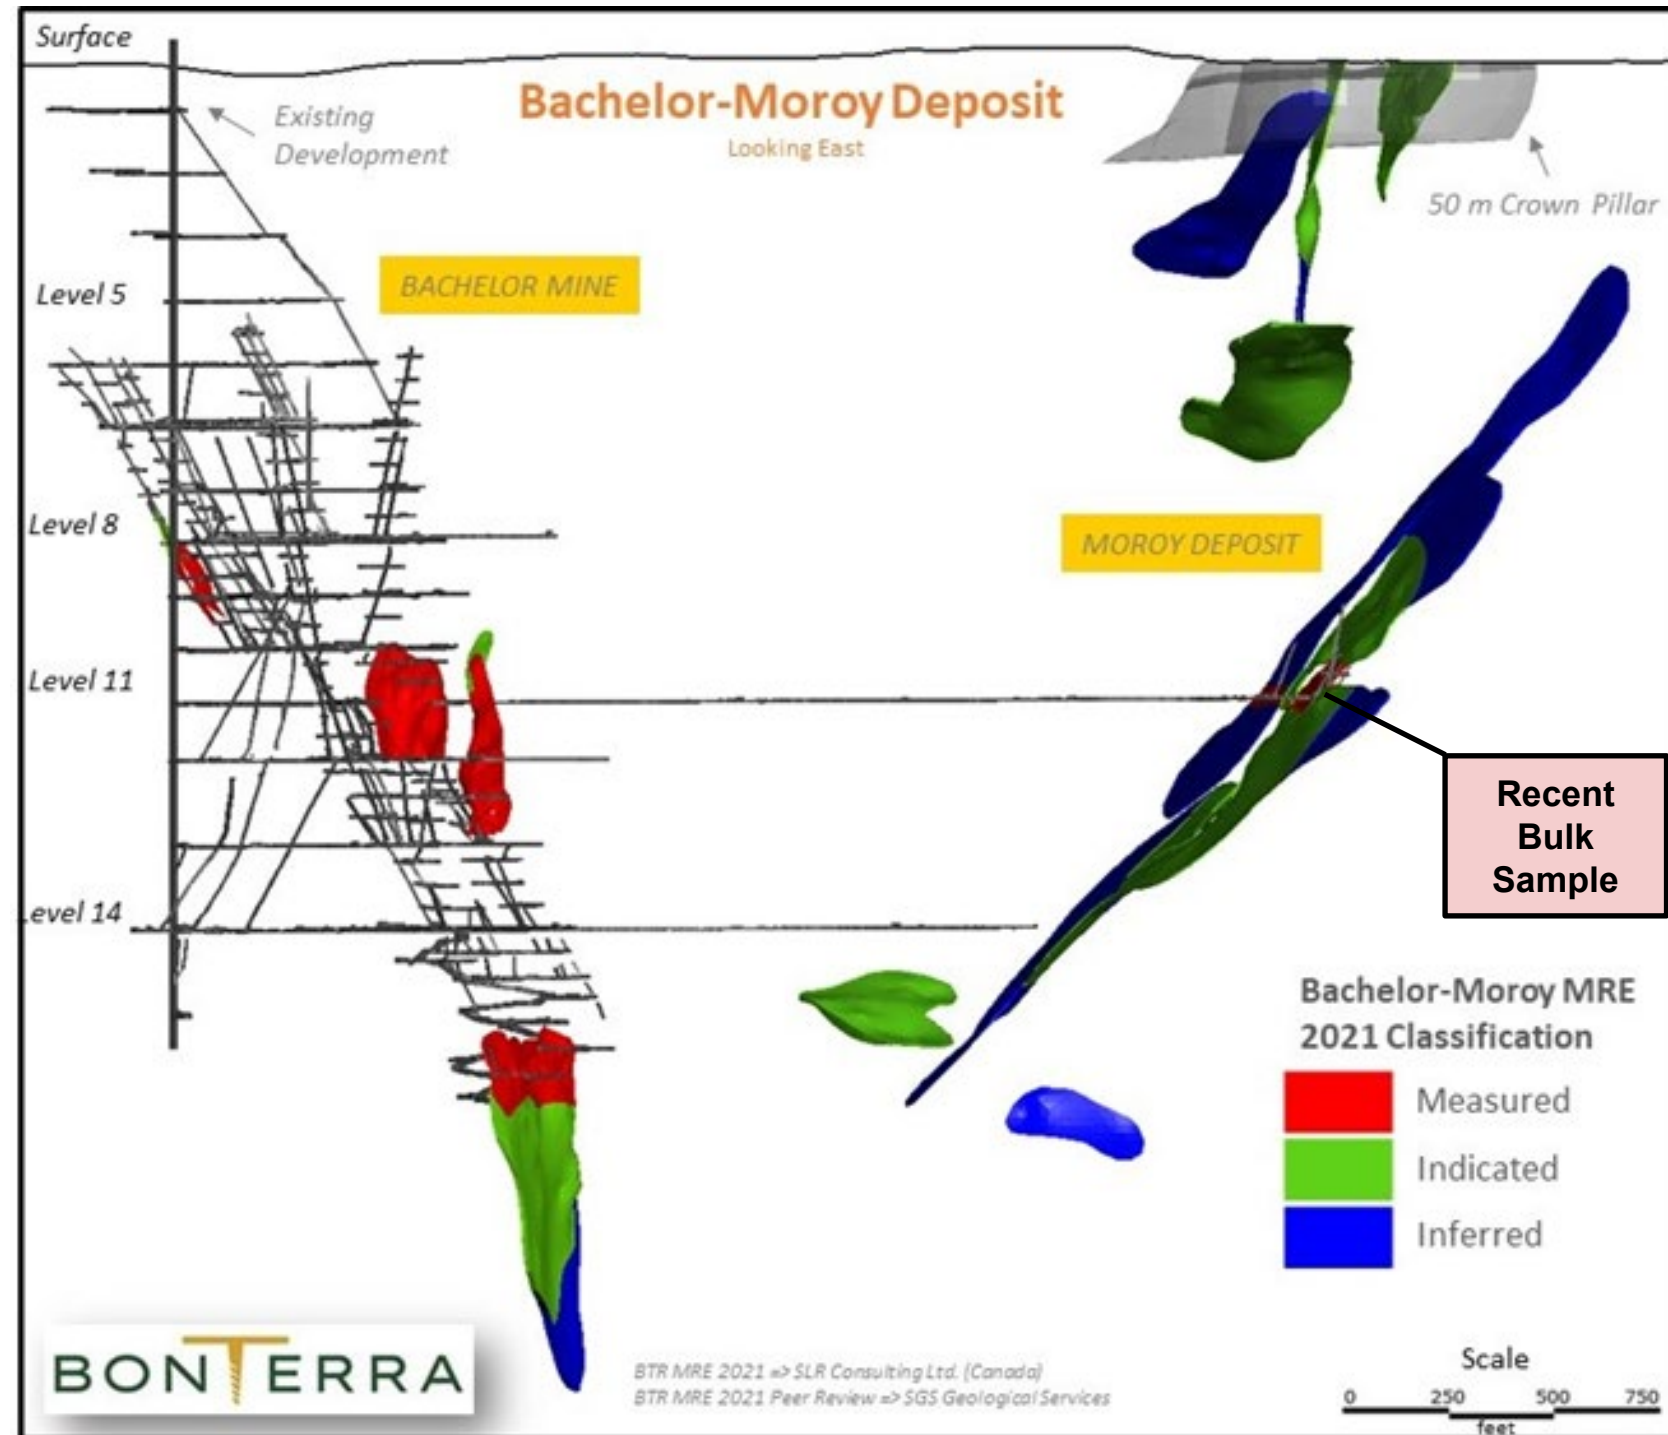 Surface
Bachelor-Moroy Deposit
Looking East
Existing
Development
50 m Crown Pillar
Level 5
BACHELOR MINE
Level 8
MOROY DEPOSIT
Level 11
Recent
Bulk
Sample
evel 14
Bachelor-Moroy MRE
2021 Classification
Measured
Indicated
Inferred
BONTERRA
BTR MRE 2021 => SLR Consulting Ltd. (Canada)
BTR MRE 2021 Peer Review => SGS Geological Services
Scale
0 250 500 750
feet